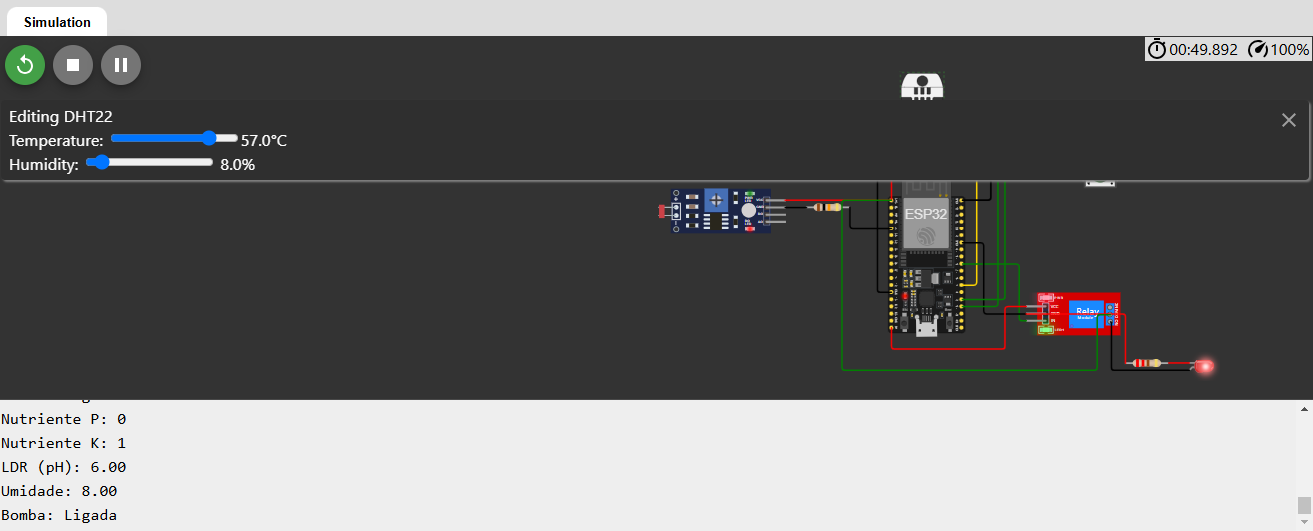 Simulation
00:49.892 100%
Editing DHT22
Temperature: 57.0°C
Humidity: 8.0%
ESP32
Relay
Module
Nutriente P: 0
Nutriente K: 1
LDR (pH): 6.00
Umidade: 8.00
Bomba: Ligada